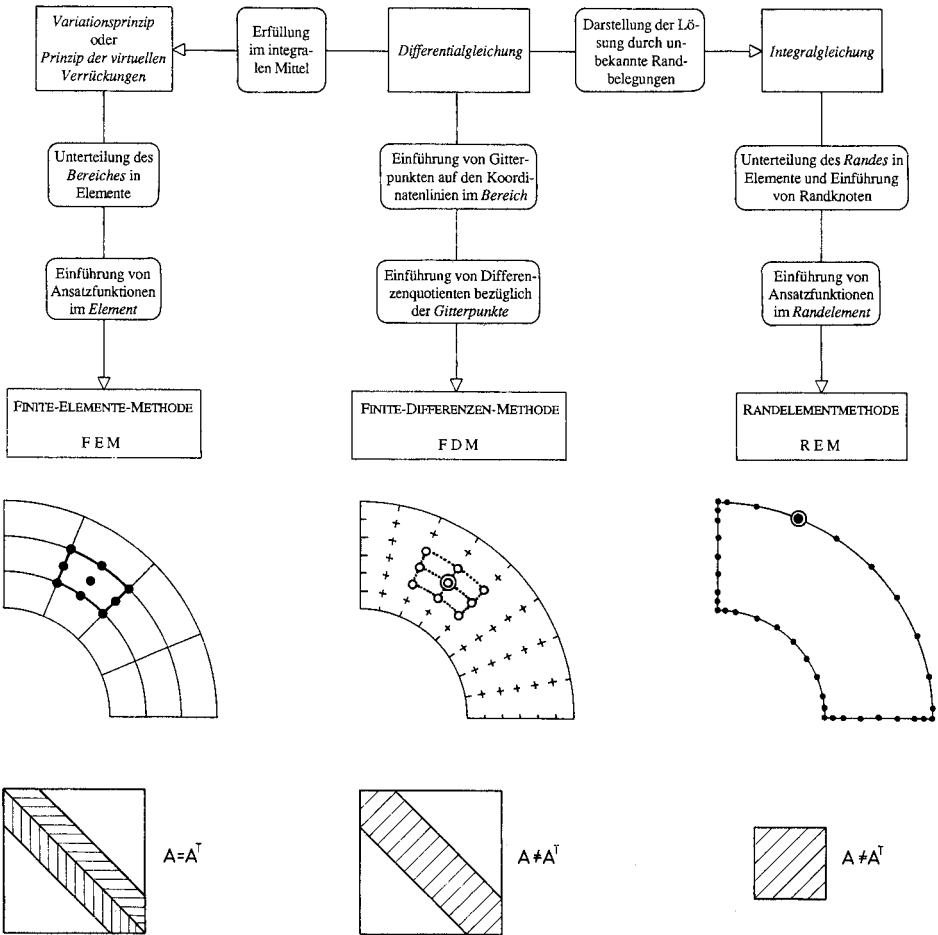 Variationsprinzip
oder
Prinzip der virtuellen
Verrückungen
Erfüllung
im integra-
len Mittel
Differentialgleichung
Darstellung der Lö-
sung durch un-
bekannte Rand-
belegungen
Integralgleichung
Unterteilung des
Bereiches in
Elemente
Einführung von Gitter-
punkten auf den Koordi-
natenlinien im Bereich
Unterteilung des Randes in
Elemente und Einführung
von Randknoten
Einführung von
Ansatzfunktionen
im Element
Einführung von Differen-
zenquotienten bezüglich
der Gitterpunkte
Einführung von
Ansatzfunktionen
im Randelement
FINITE-ELEMENTE-METHODE
F E M
FINITE-DIFFERENZEN-METHODE
F D M
RANDELEMENTMETHODE
R E M
A=Aᵀ
A≠Aᵀ
A≠Aᵀ